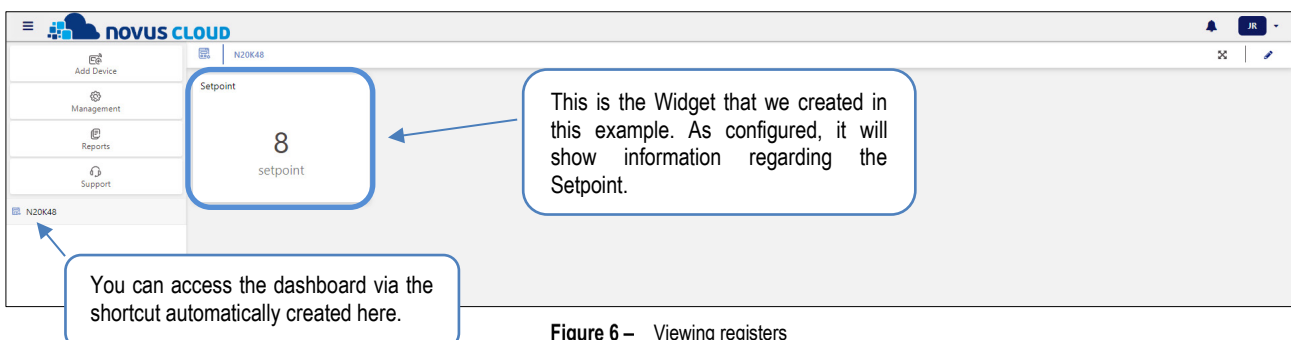 NOVUS CLOUD
JR
Add Device
Management
Reports
Support
N20K48
N20K48
Setpoint
8
setpoint
This is the Widget that we created in
this example. As configured, it will
show information regarding the
Setpoint.
You can access the dashboard via the
shortcut automatically created here.
Figure 6 – Viewing registers